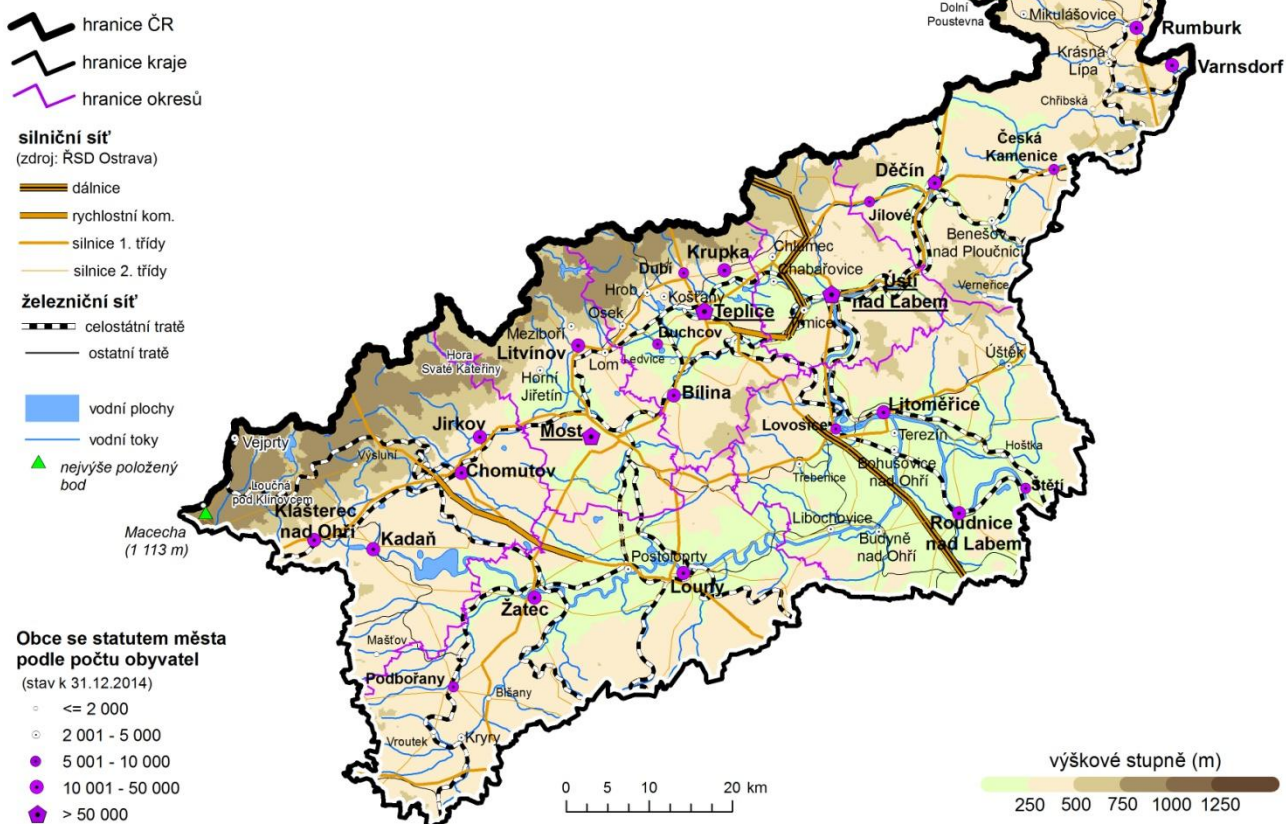 hranice ČR
hranice kraje
hranice okresů
silniční síť
(zdroj: ŘSD Ostrava)
dálnice
rychlostní kom.
silnice 1. třídy
silnice 2. třídy
železniční síť
celostátní tratě
ostatní tratě
vodní plochy
vodní toky
nejvýše položený
bod
Macecha
(1 113 m)
Obce se statutem města
podle počtu obyvatel
(stav k 31.12.2014)
<= 2 000
2 001 - 5 000
5 001 - 10 000
10 001 - 50 000
> 50 000
Dolní
Poustevna
Mikulášovice
Rumburk
Krásná
Lípa
Varnsdorf
Chřibská
Česká
Kamenice
Děčín
Jílové
Benešov
nad Ploučnicí
Verneřice
Chlumec
Krupka
Chabařovice
Dubí
Ústí
nad Labem
Hrob
Košťany
Teplice
Trmice
Osek
Duchcov
Meziboří
Litvinov
Lom
Ledvice
Úštěk
Hora
Svaté Kateřiny
Horní
Jiřetín
Bílina
Litoměřice
Jirkov
Most
Lovosice
Terezín
Hoštka
Vejprty
Výsluní
Chomutov
Bohušovice
nad Ohří
Třebenice
Loučná
pod Klínovcem
Štětí
Klášterec
nad Ohří
Kadaň
Libochovice
Budyně
nad Ohří
Roudnice
nad Labem
Postoloprty
Louny
Žatec
Mašťov
Podbořany
Blšany
Vroutek
Kryry
0 5 10 20 km
výškové stupně (m)
250 500 750 1000 1250